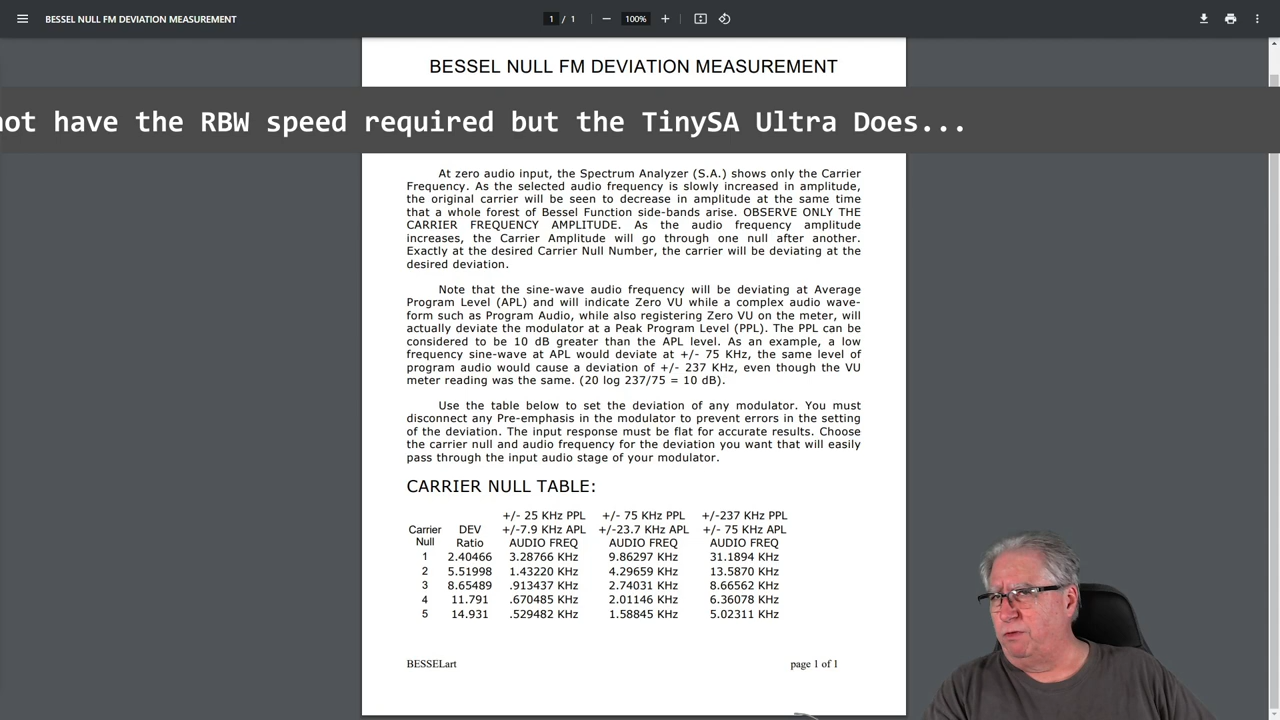 BESSEL NULL FM DEVIATION MEASUREMENT
1 / 1
100%
BESSEL NULL FM DEVIATION MEASUREMENT
not have the RBW speed required but the TinySA Ultra Does...
At zero audio input, the Spectrum Analyzer (S.A.) shows only the Carrier
Frequency. As the selected audio frequency is slowly increased in amplitude,
the original carrier will be seen to decrease in amplitude at the same time
that a whole forest of Bessel Function side-bands arise. OBSERVE ONLY THE
CARRIER FREQUENCY AMPLITUDE. As the audio frequency amplitude
increases, the Carrier Amplitude will go through one null after another.
Exactly at the desired Carrier Null Number, the carrier will be deviating at the
desired deviation.
Note that the sine-wave audio frequency will be deviating at Average
Program Level (APL) and will indicate Zero VU while a complex audio wave-
form such as Program Audio, while also registering Zero VU on the meter, will
actually deviate the modulator at a Peak Program Level (PPL). The PPL can be
considered to be 10 dB greater than the APL level. As an example, a low
frequency sine-wave at APL would deviate at +/- 75 KHz, the same level of
program audio would cause a deviation of +/- 237 KHz, even though the VU
meter reading was the same. (20 log 237/75 = 10 dB).
Use the table below to set the deviation of any modulator. You must
disconnect any Pre-emphasis in the modulator to prevent errors in the setting
of the deviation. The input response must be flat for accurate results. Choose
the carrier null and audio frequency for the deviation you want that will easily
pass through the input audio stage of your modulator.
CARRIER NULL TABLE:
+/- 25 KHz PPL +/- 75 KHz PPL +/-237 KHz PPL
Carrier DEV +/-7.9 KHz APL +/-23.7 KHz APL +/- 75 KHz APL
Null Ratio AUDIO FREQ AUDIO FREQ AUDIO FREQ
1 2.40466 3.28766 KHz 9.86297 KHz 31.1894 KHz
2 5.51998 1.43220 KHz 4.29659 KHz 13.5870 KHz
3 8.65489 .913437 KHz 2.74031 KHz 8.66562 KHz
4 11.791 .670485 KHz 2.01146 KHz 6.36078 KHz
5 14.931 .529482 KHz 1.58845 KHz 5.02311 KHz
BESSELart page 1 of 1